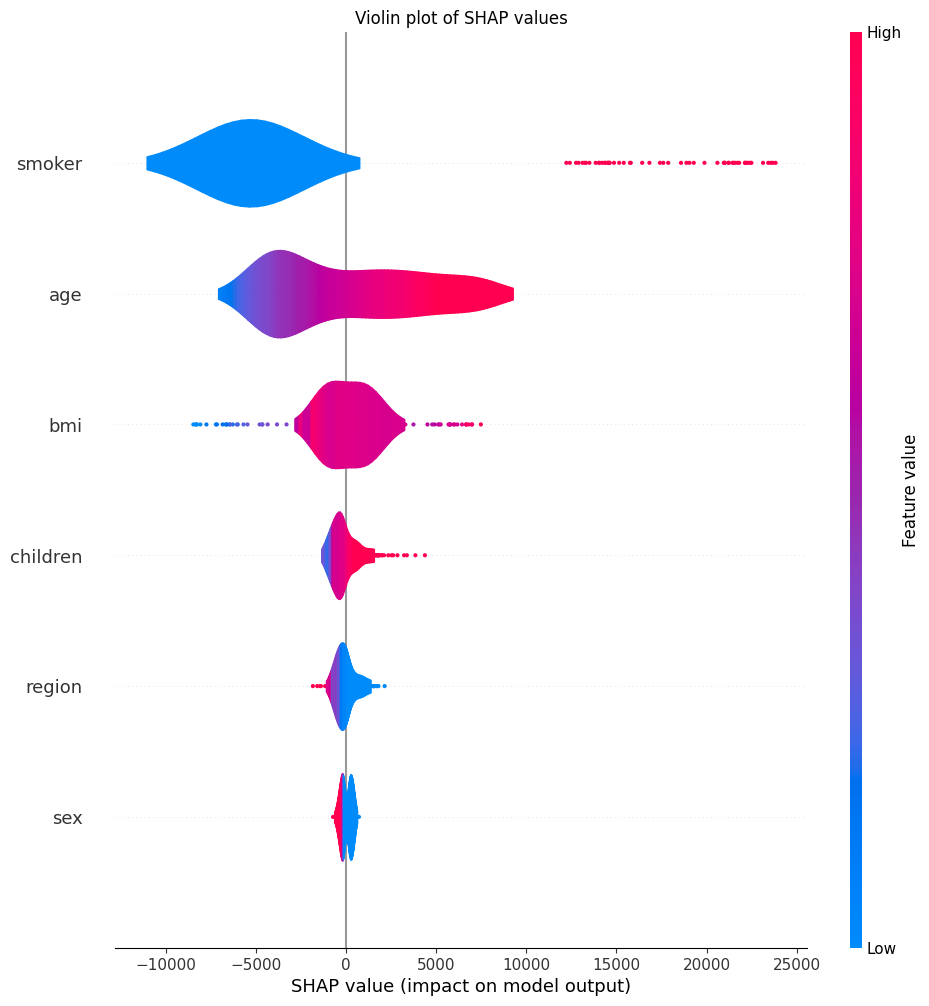 Violin plot of SHAP values
High
smoker
age
bmi
children
region
sex
Feature value
Low
−10000 −5000 0 5000 10000 15000 20000 25000
SHAP value (impact on model output)